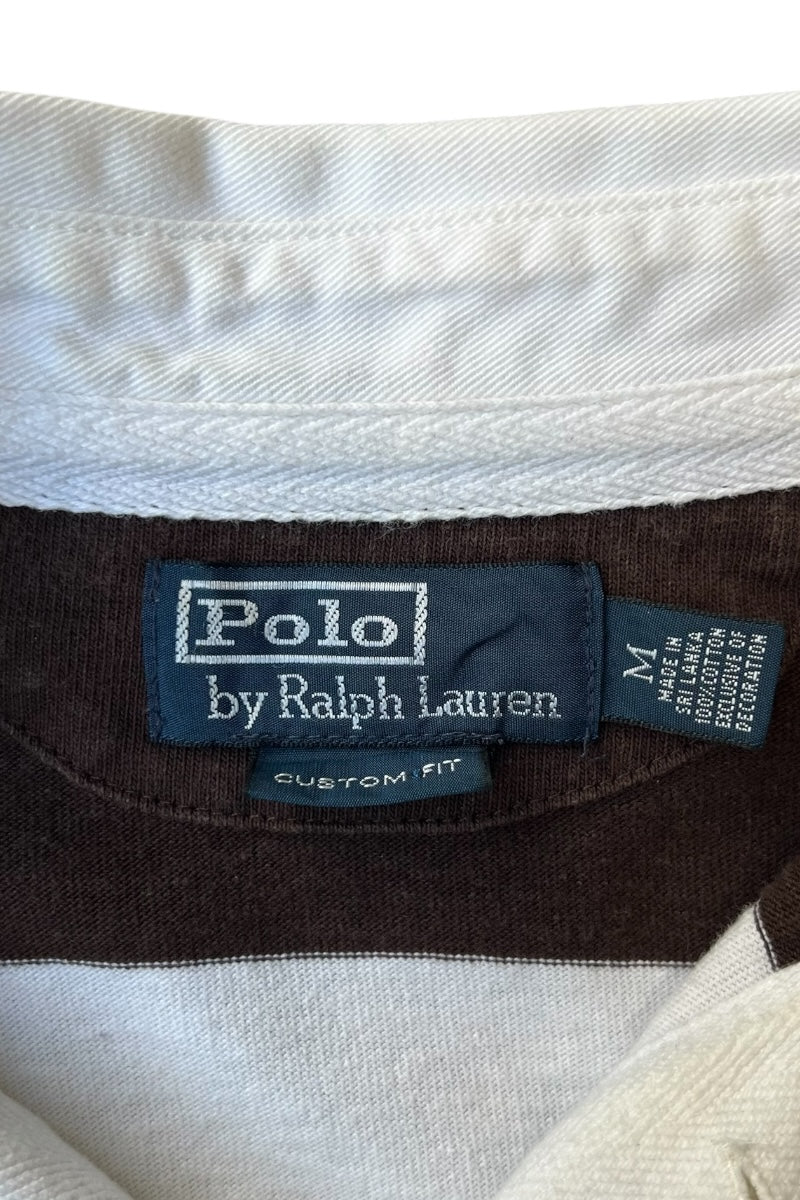 Polo
by Ralph Lauren
CUSTOM FIT
M
MADE IN
SRI LANKA
100% COTTON
EXCLUSIVE OF
DECORATION